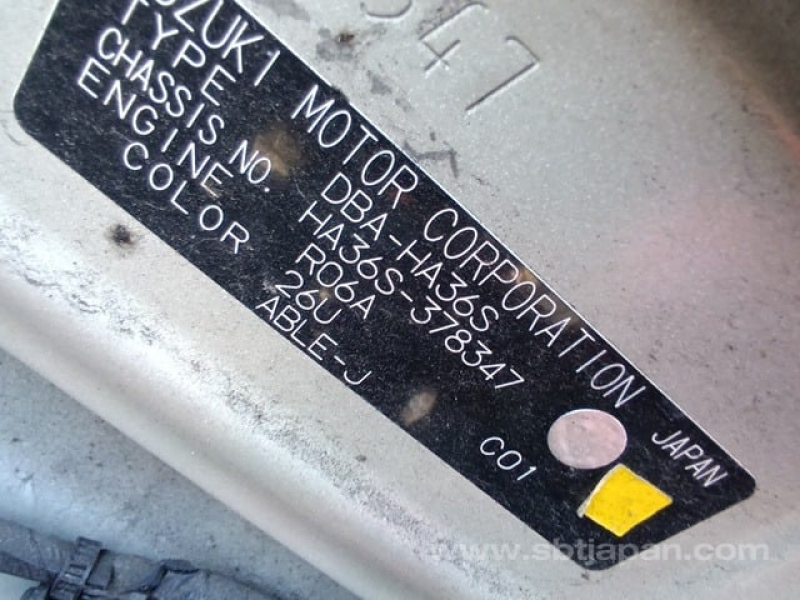 347
SUZUKI MOTOR CORPORATION JAPAN
TYPE DBA-HA36S
CHASSIS NO. HA36S-378347
ENGINE R06A
COLOR 26U
ABLE-J C01
www.sbtjapan.com